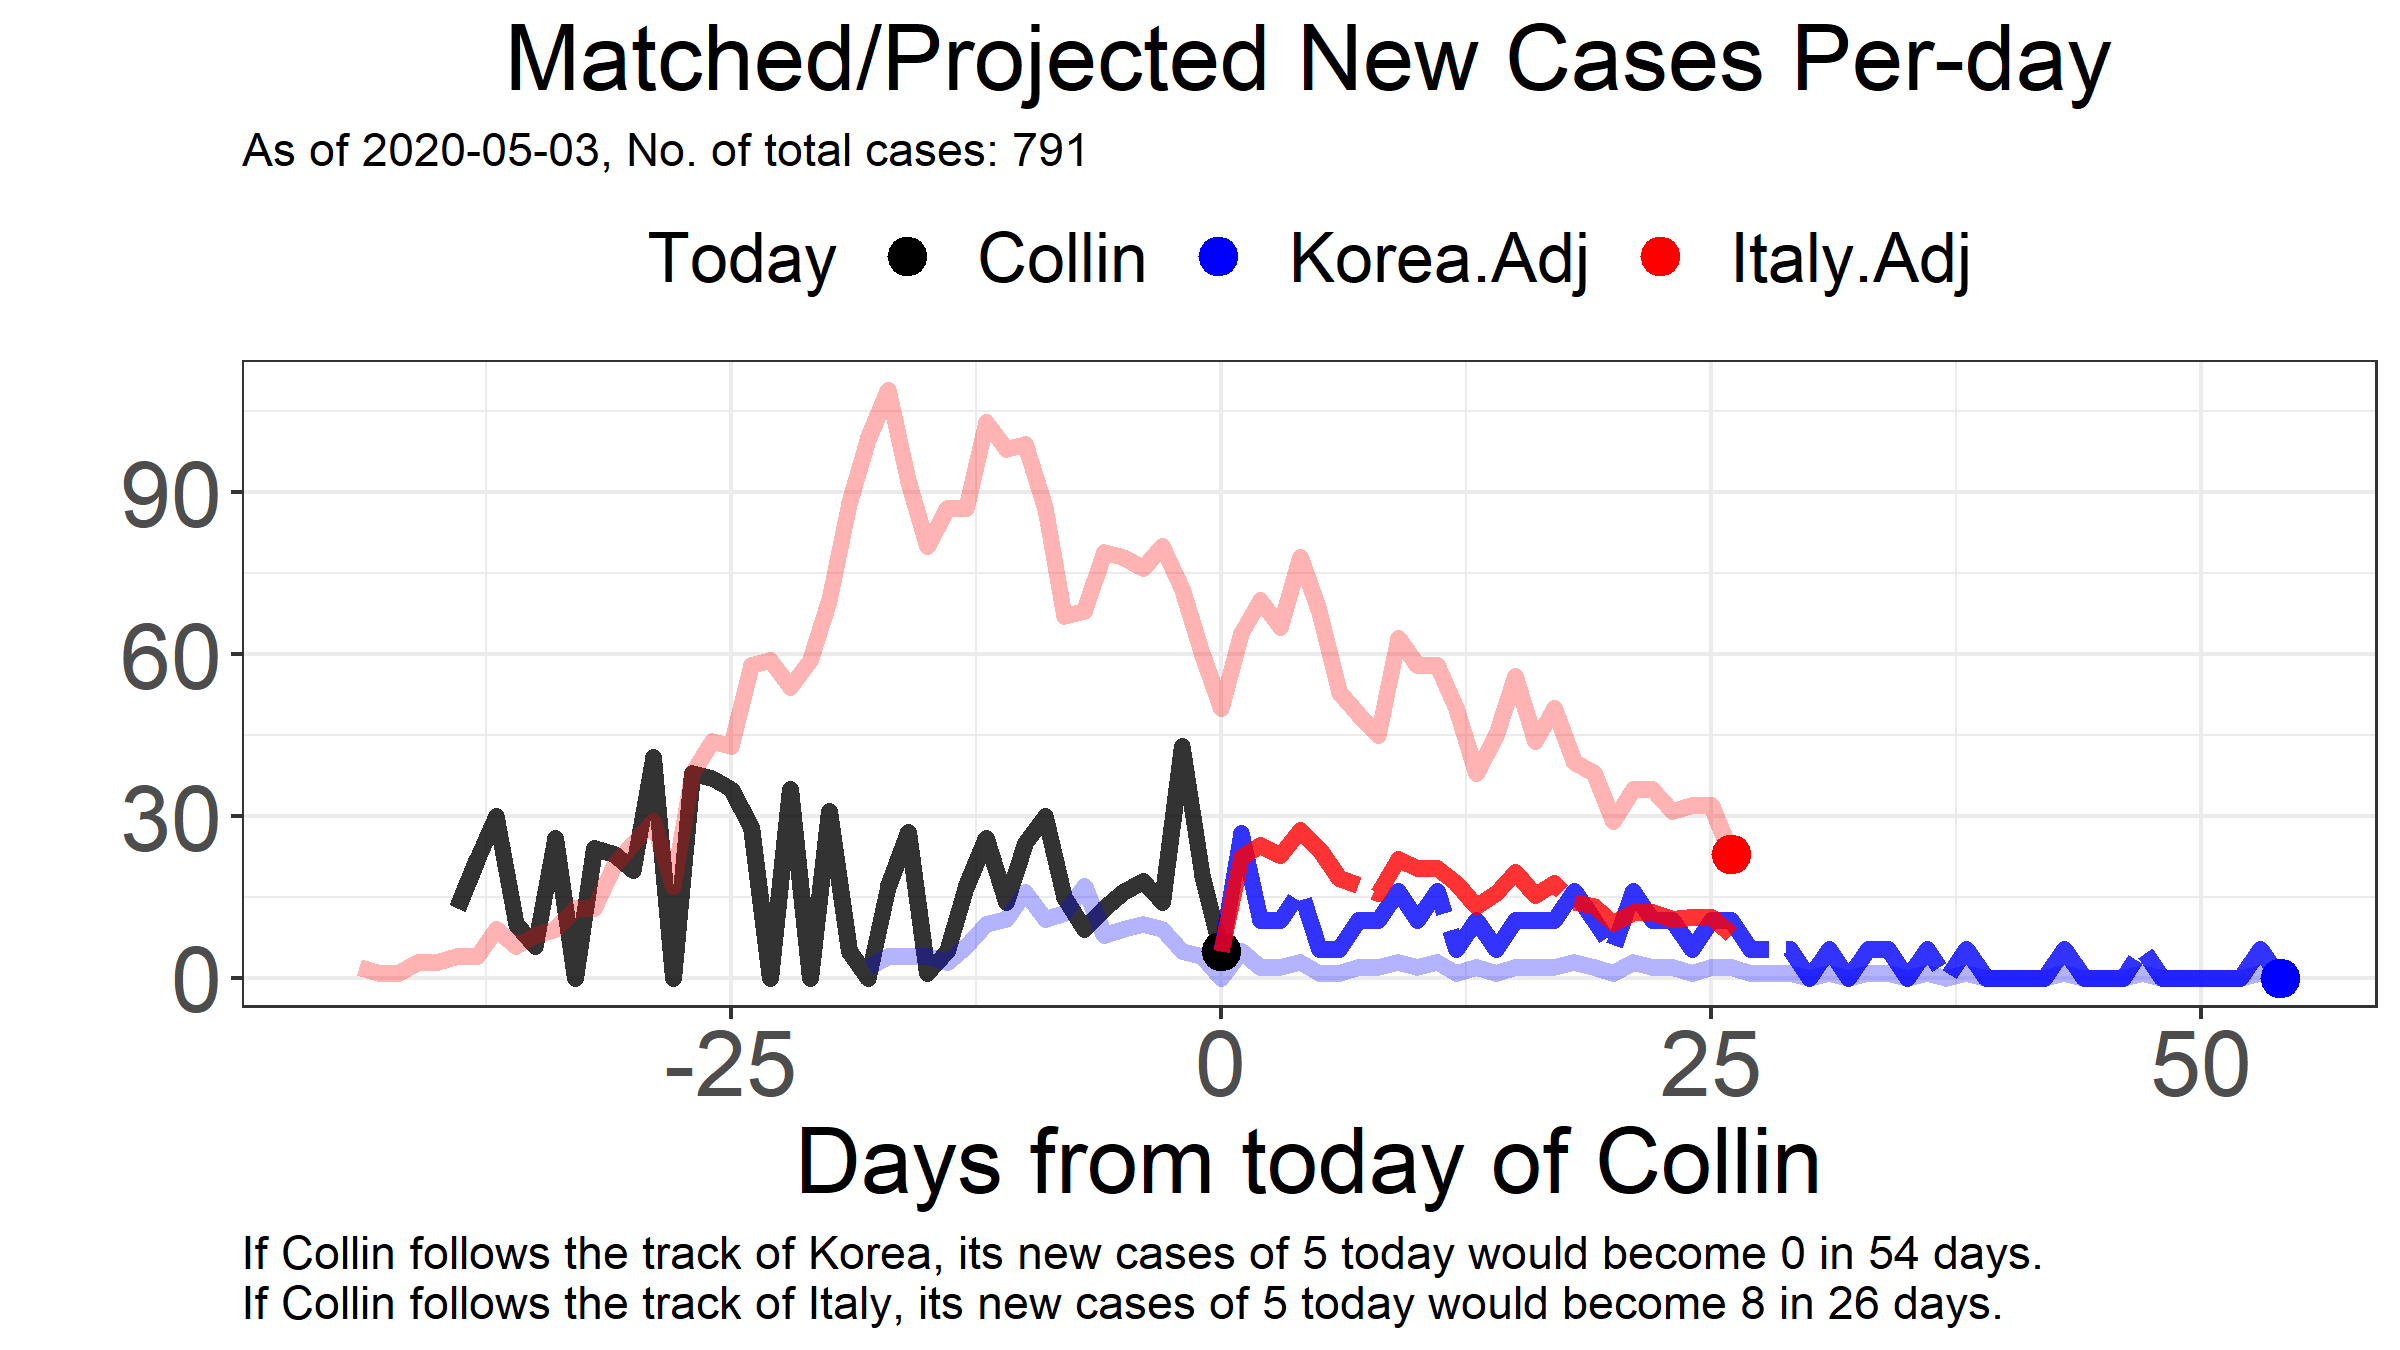 Matched/Projected New Cases Per-day
As of 2020-05-03, No. of total cases: 791
Today Collin Korea.Adj Italy.Adj
90
60
30
0
-25 0 25 50
Days from today of Collin
If Collin follows the track of Korea, its new cases of 5 today would become 0 in 54 days.
If Collin follows the track of Italy, its new cases of 5 today would become 8 in 26 days.